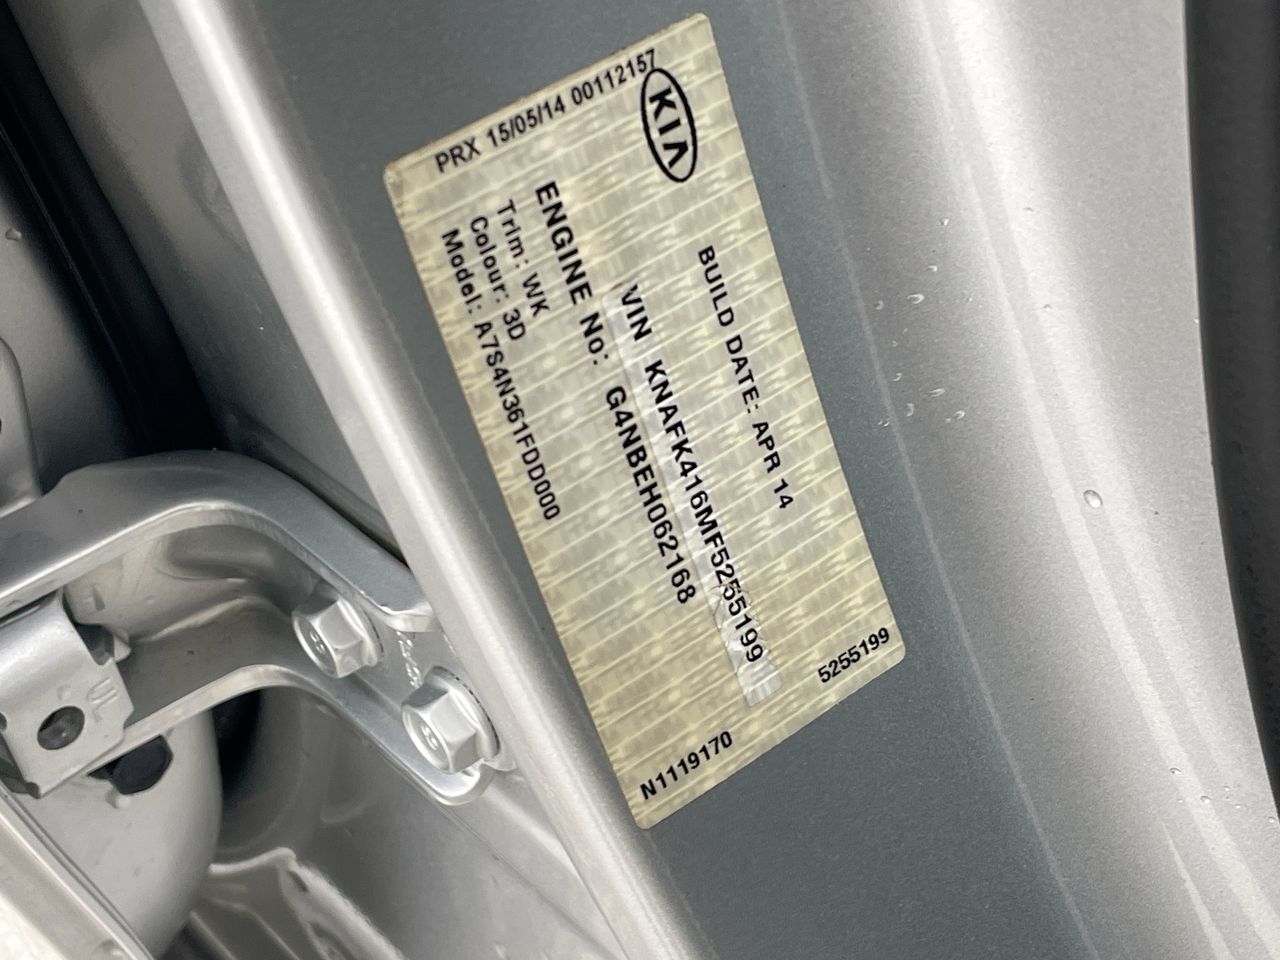 PRX 15/05/14 00112157
KIA
BUILD DATE: APR 14
VIN KNAFK416MF5255199
ENGINE No: G4NBEH062168
Trim: WK
Colour: 3D
Model: A7S4N361FDD000
5255199
N1119170